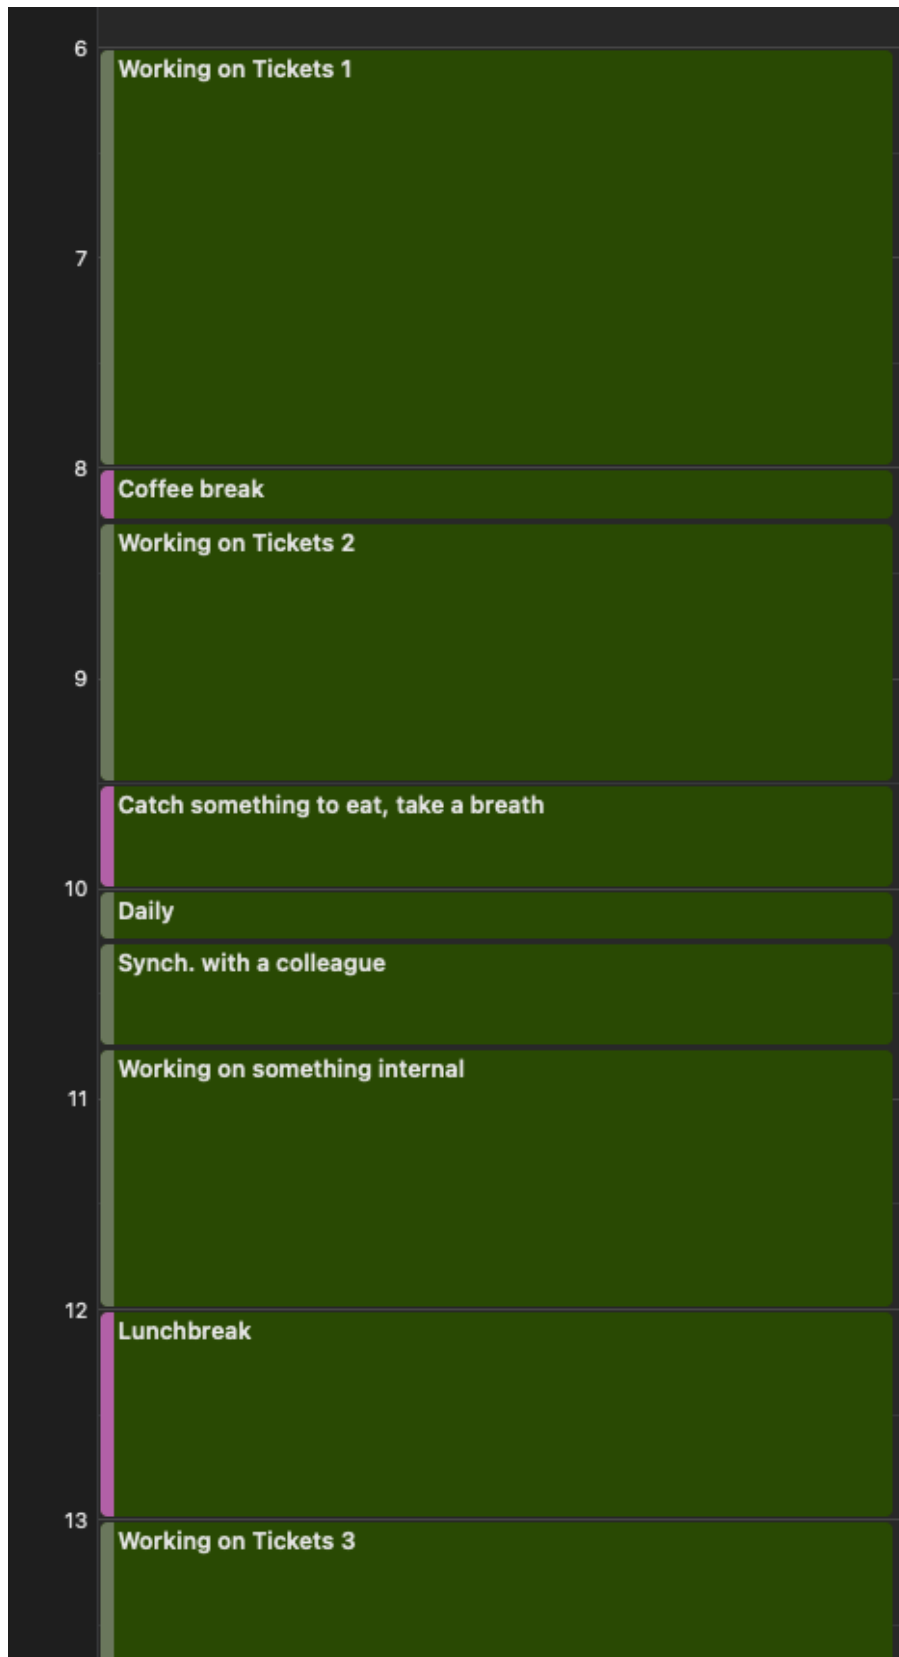 6
Working on Tickets 1
7
8
Coffee break
Working on Tickets 2
9
Catch something to eat, take a breath
10
Daily
Synch. with a colleague
Working on something internal
11
12
Lunchbreak
13
Working on Tickets 3